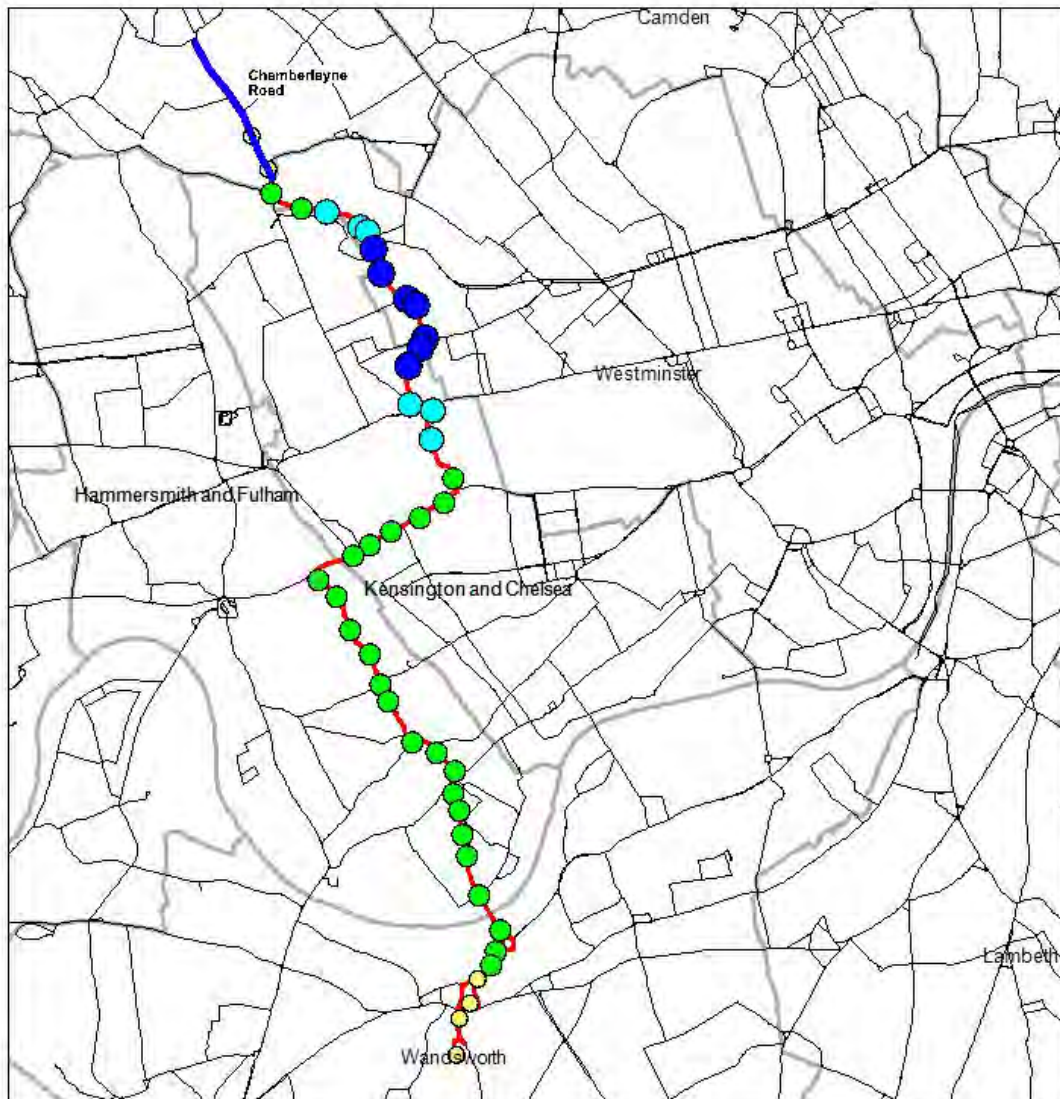 Camden
Chamberlayne
Road
Westminster
Hammersmith and Fulham
Kensington and Chelsea
Lambeth
Wandsworth